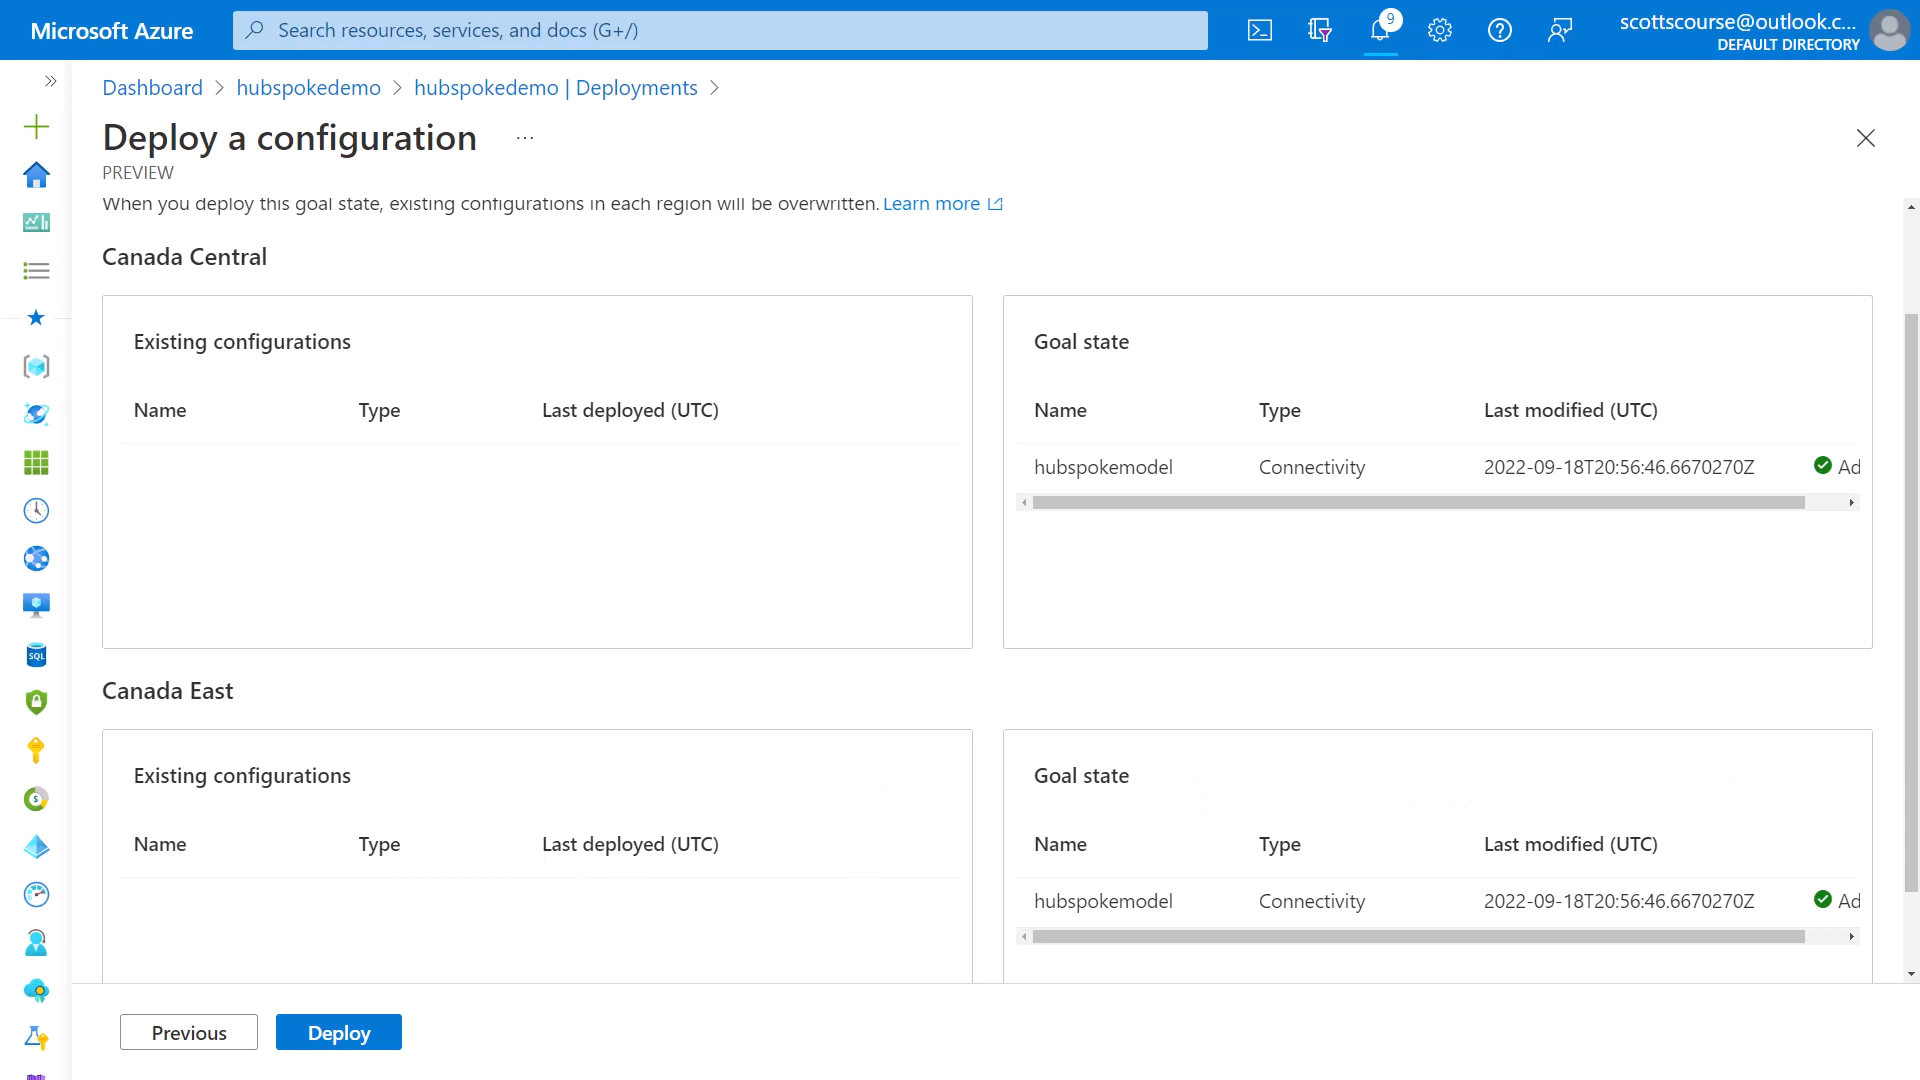 Microsoft Azure
Search resources, services, and docs (G+/)
9
scottscourse@outlook.c...
DEFAULT DIRECTORY
Dashboard > hubspokedemo > hubspokedemo | Deployments >
Deploy a configuration ...
PREVIEW
When you deploy this goal state, existing configurations in each region will be overwritten. Learn more
Canada Central
Existing configurations
Name Type Last deployed (UTC)
Goal state
Name Type Last modified (UTC)
hubspokemodel Connectivity 2022-09-18T20:56:46.6670270Z Ad
Canada East
Existing configurations
Name Type Last deployed (UTC)
Goal state
Name Type Last modified (UTC)
hubspokemodel Connectivity 2022-09-18T20:56:46.6670270Z Ad
SQL
Previous Deploy